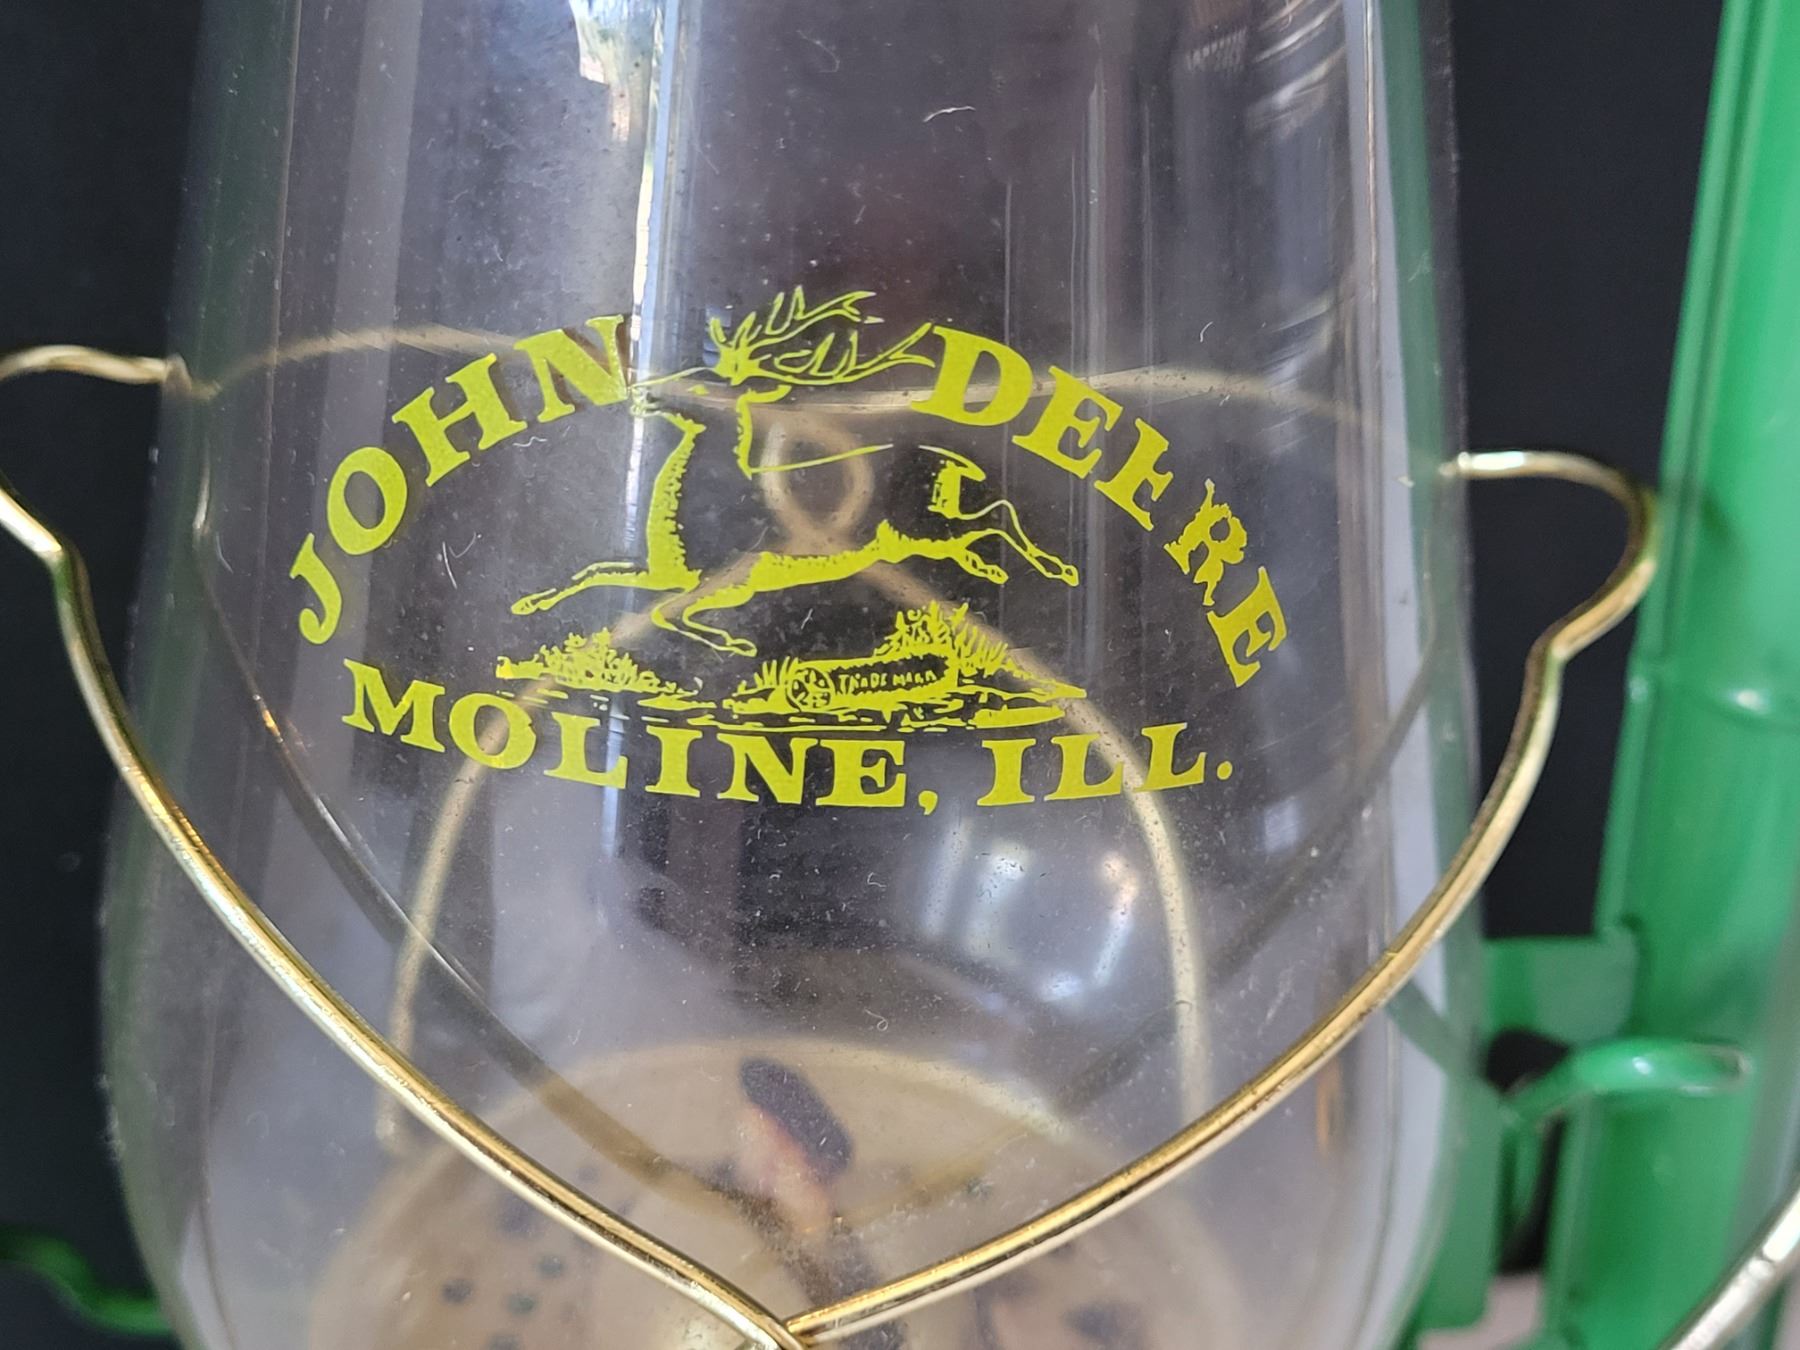 JOHN DEERE
TRADE MARK
MOLINE, ILL.